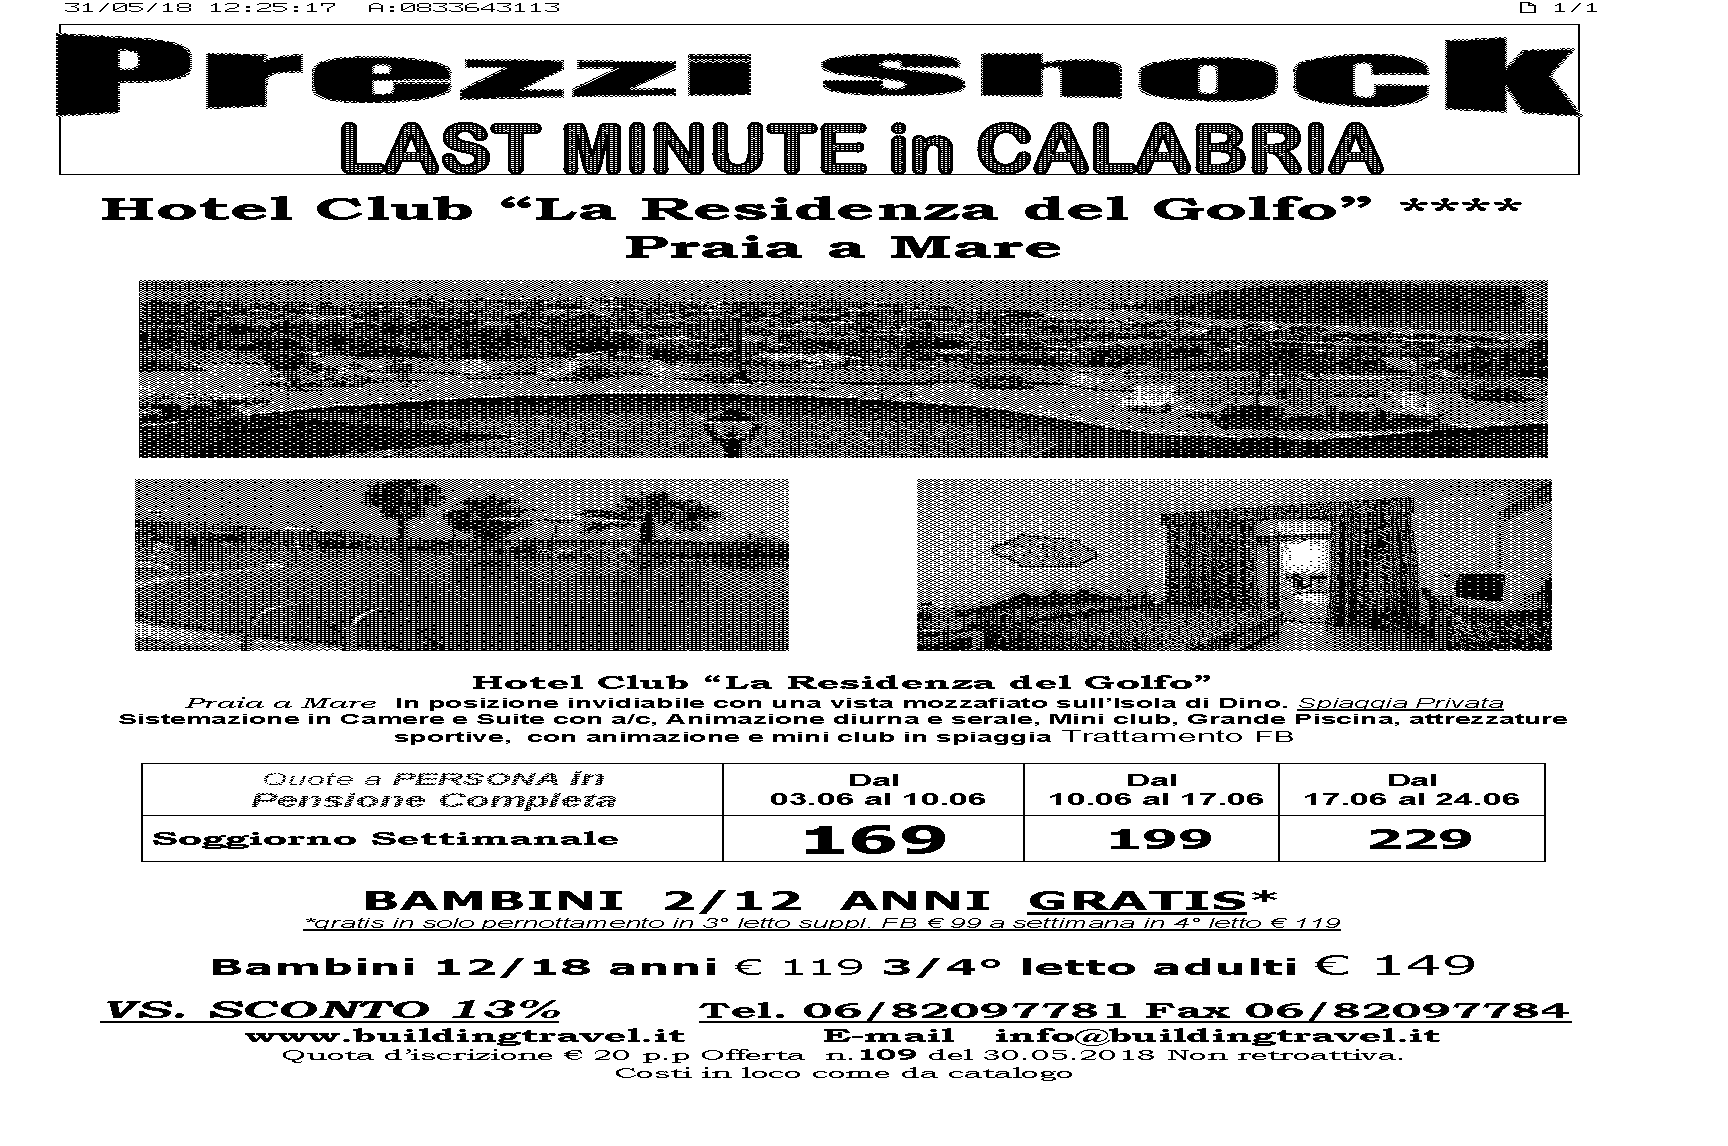 31/05/18 12:25:17 A:0833643113 1/1
Prezzi shock
LAST MINUTE in CALABRIA
Hotel Club “La Residenza del Golfo” ****
Praia a Mare
Hotel Club “La Residenza del Golfo”
Praia a Mare In posizione invidiabile con una vista mozzafiato sull'Isola di Dino. Spiaggia Privata
Sistemazione in Camere e Suite con a/c, Animazione diurna e serale, Mini club, Grande Piscina, attrezzature
sportive, con animazione e mini club in spiaggia Trattamento FB
Quote a PERSONA in
Pensione Completa
Dal
03.06 al 10.06
Dal
10.06 al 17.06
Dal
17.06 al 24.06
Soggiorno Settimanale 169 199 229
BAMBINI 2/12 ANNI GRATIS*
*gratis in solo pernottamento in 3° letto suppl. FB € 99 a settimana in 4° letto € 119
Bambini 12/18 anni € 119 3/4° letto adulti € 149
VS. SCONTO 13% Tel. 06/82097781 Fax 06/82097784
www.buildingtravel.it E-mail info@buildingtravel.it
Quota d’iscrizione € 20 p.p Offerta n.109 del 30.05.2018 Non retroattiva.
Costi in loco come da catalogo